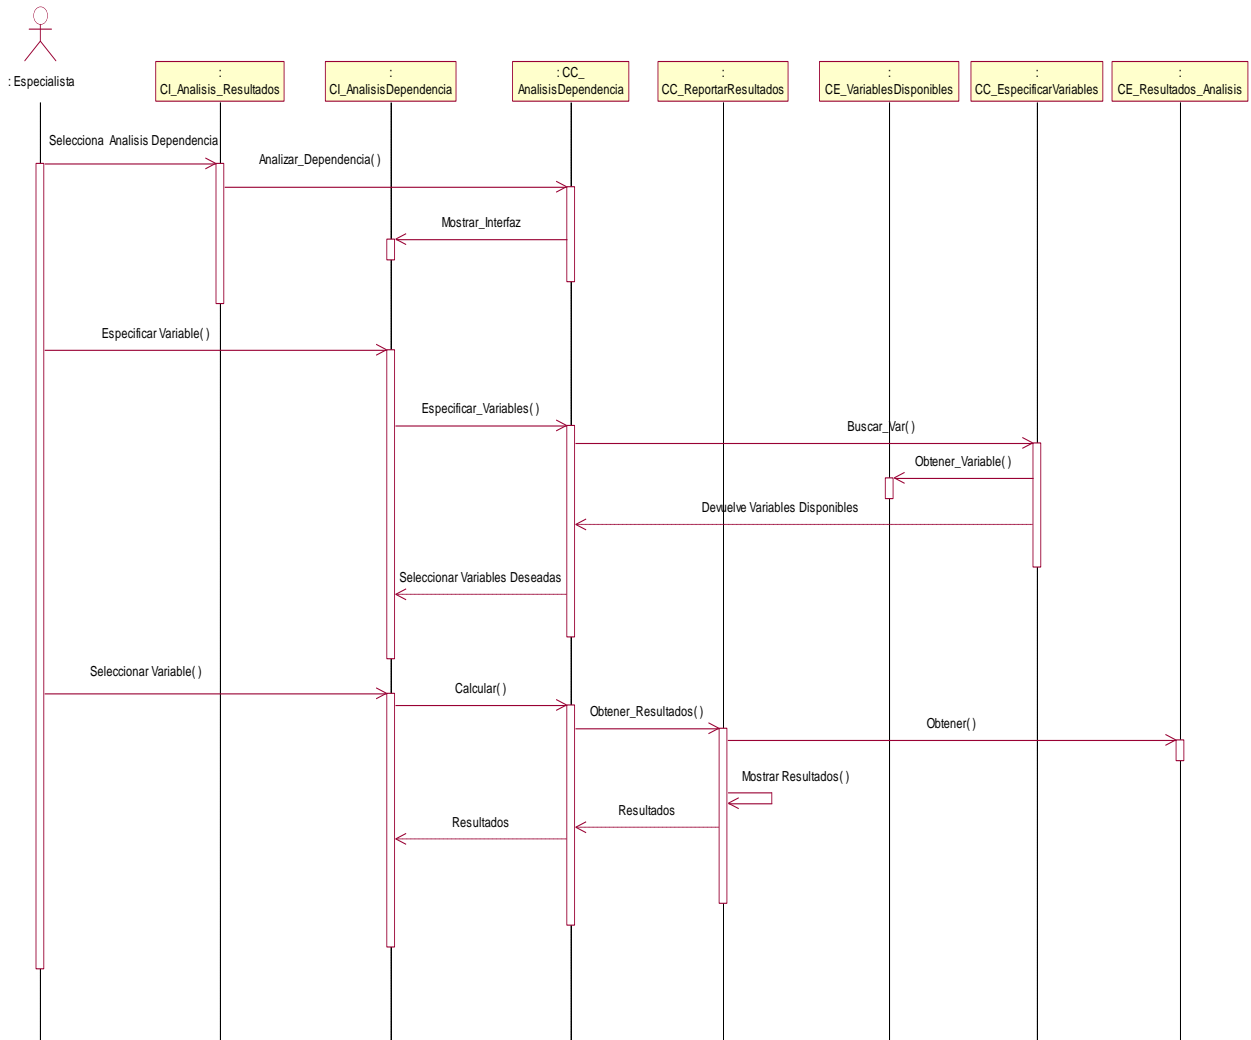 : Especialista
:
CI_Analisis_Resultados
:
CI_AnalisisDependencia
: CC_
AnalisisDependencia
:
CC_ReportarResultados
:
CE_VariablesDisponibles
:
CC_EspecificarVariables
:
CE_Resultados_Analisis
Selecciona Analisis Dependencia
Analizar_Dependencia( )
Mostrar_Interfaz
Especificar Variable( )
Especificar_Variables( )
Buscar_Var( )
Obtener_Variable( )
Devuelve Variables Disponibles
Seleccionar Variables Deseadas
Seleccionar Variable( )
Calcular( )
Obtener_Resultados( )
Obtener( )
Mostrar Resultados( )
Resultados
Resultados